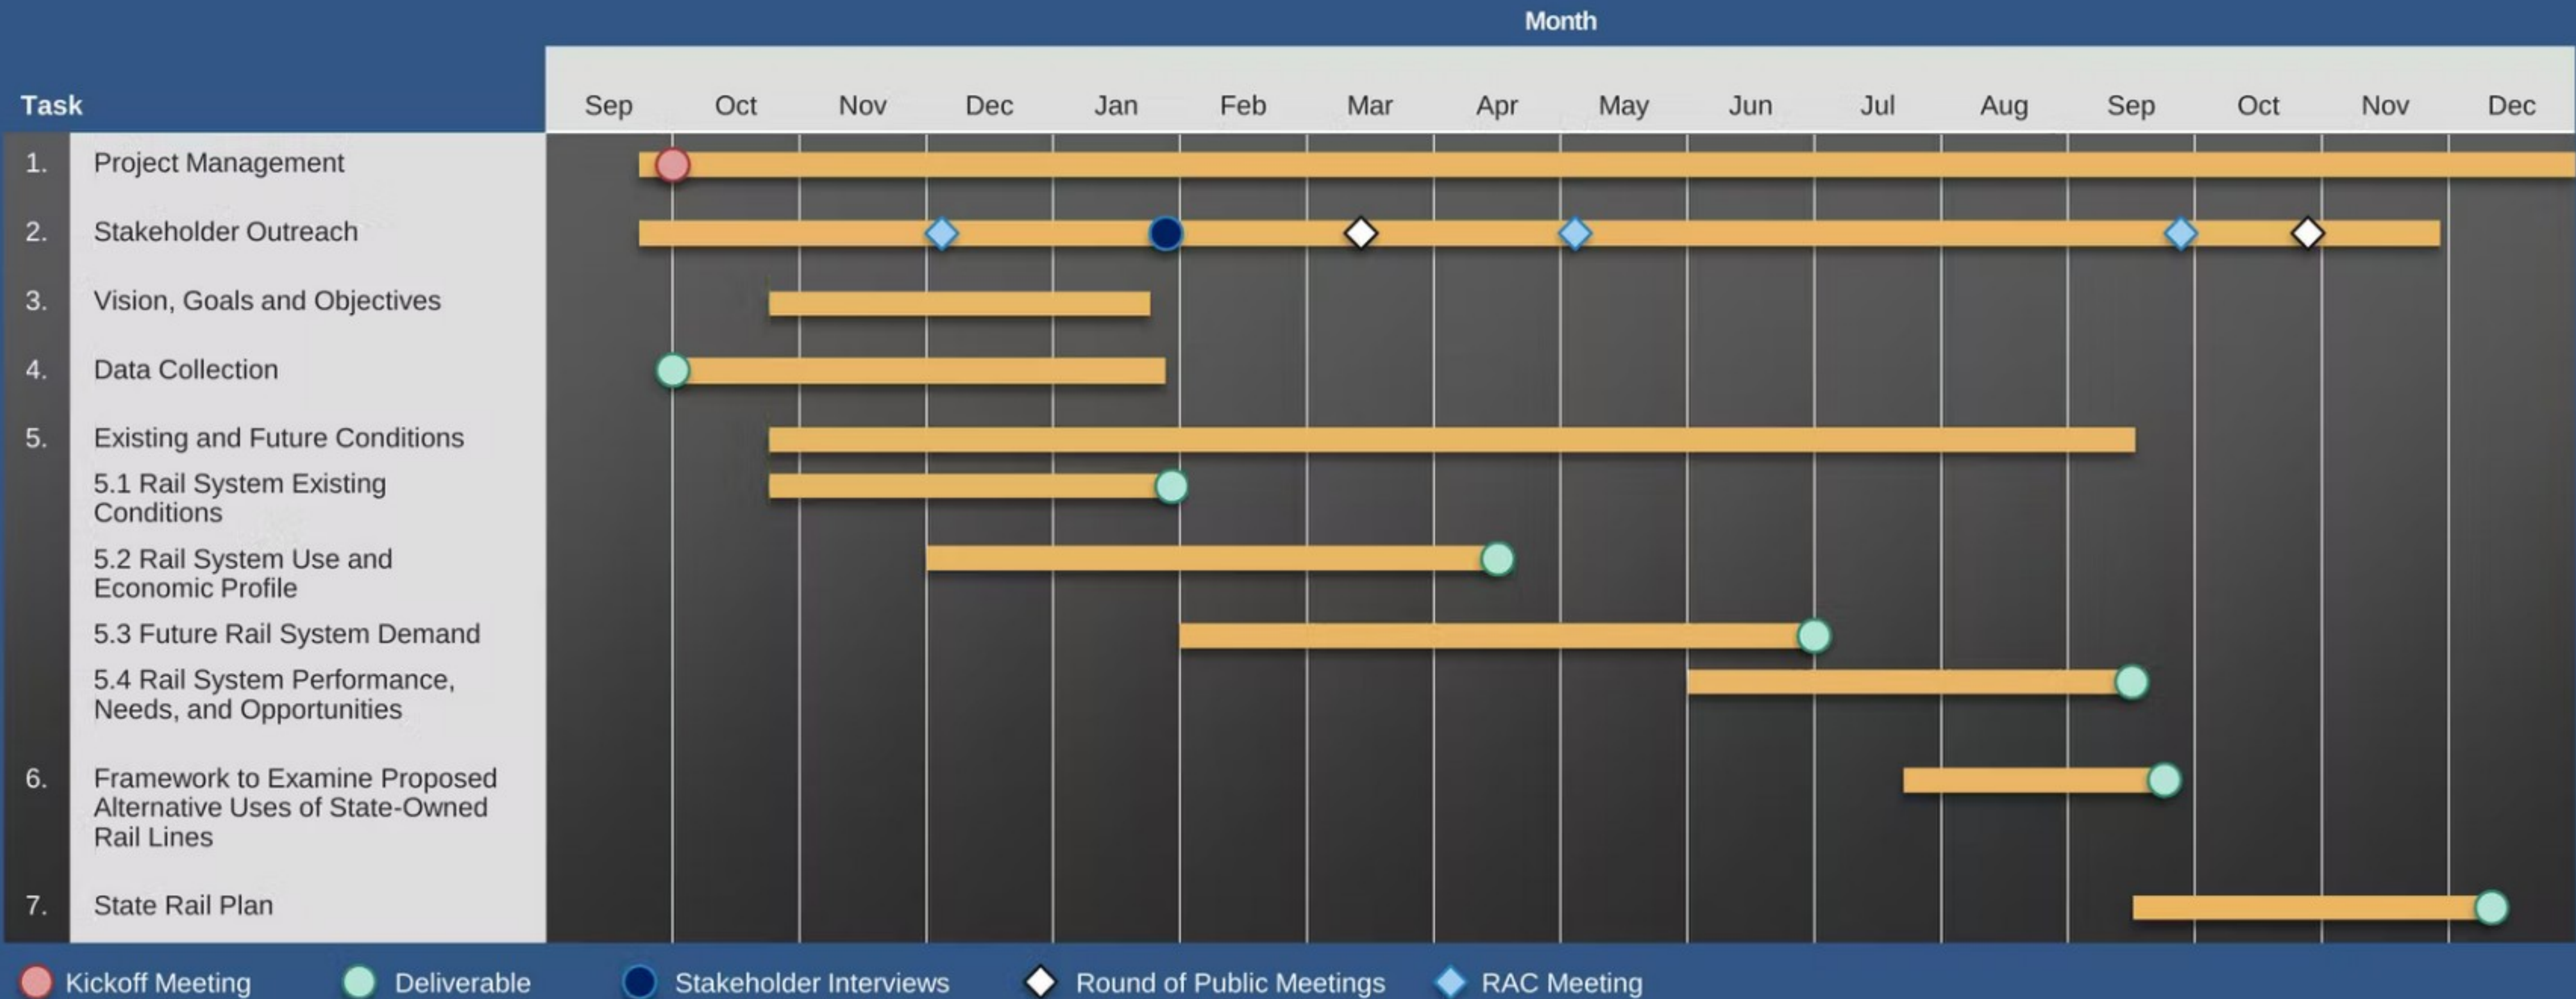 Month
Task
Sep Oct Nov Dec Jan Feb Mar Apr May Jun Jul Aug Sep Oct Nov Dec
1. Project Management
2. Stakeholder Outreach
3. Vision, Goals and Objectives
4. Data Collection
5. Existing and Future Conditions
5.1 Rail System Existing
Conditions
5.2 Rail System Use and
Economic Profile
5.3 Future Rail System Demand
5.4 Rail System Performance,
Needs, and Opportunities
6. Framework to Examine Proposed
Alternative Uses of State-Owned
Rail Lines
7. State Rail Plan
Kickoff Meeting
Deliverable
Stakeholder Interviews
Round of Public Meetings
RAC Meeting